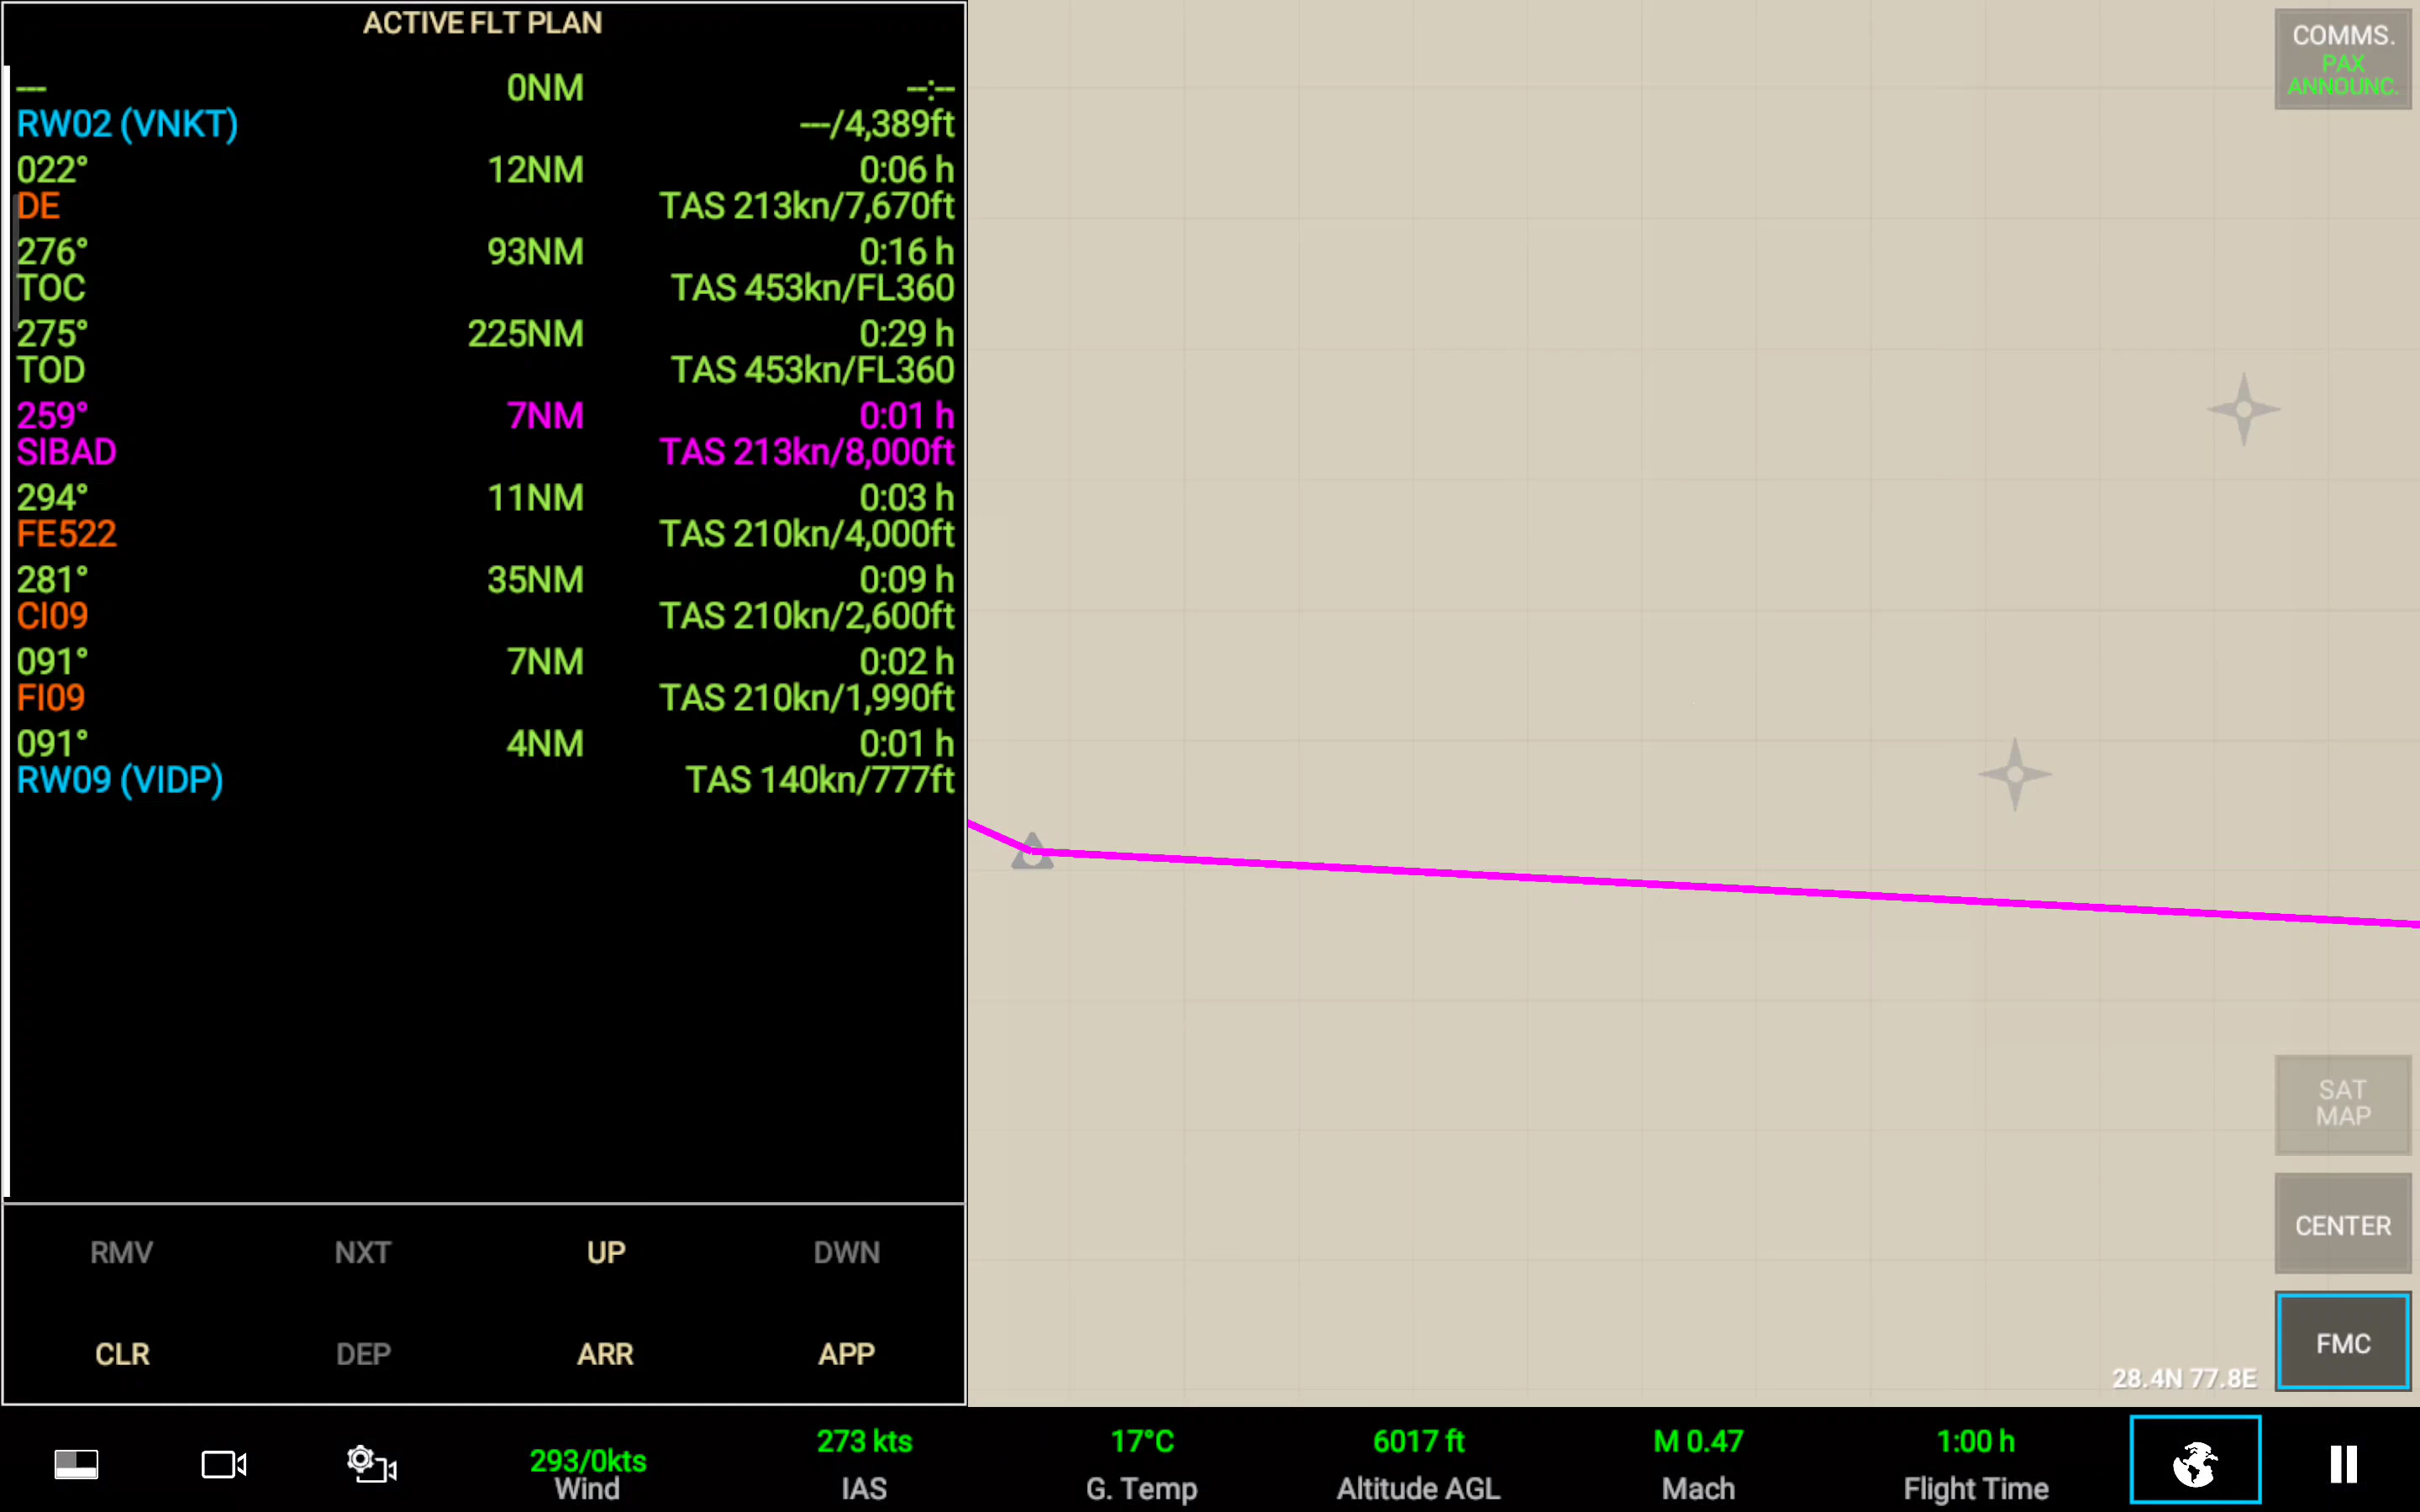 ACTIVE FLT PLAN
--- 0NM --:--
RW02 (VNKT) ---/4,389ft
022° 12NM 0:06 h
DE TAS 213kn/7,670ft
276° 93NM 0:16 h
TOC TAS 453kn/FL360
275° 225NM 0:29 h
TOD TAS 453kn/FL360
259° 7NM 0:01 h
SIBAD TAS 213kn/8,000ft
294° 11NM 0:03 h
FE522 TAS 210kn/4,000ft
281° 35NM 0:09 h
CI09 TAS 210kn/2,600ft
091° 7NM 0:02 h
FI09 TAS 210kn/1,990ft
091° 4NM 0:01 h
RW09 (VIDP) TAS 140kn/777ft
RMV NXT UP DWN
CLR DEP ARR APP
COMMS.
PAX
ANNOUNC.
SAT
MAP
CENTER
FMC
28.4N 77.8E
293/0kts 273 kts 17°C 6017 ft M 0.47 1:00 h
Wind IAS G. Temp Altitude AGL Mach Flight Time